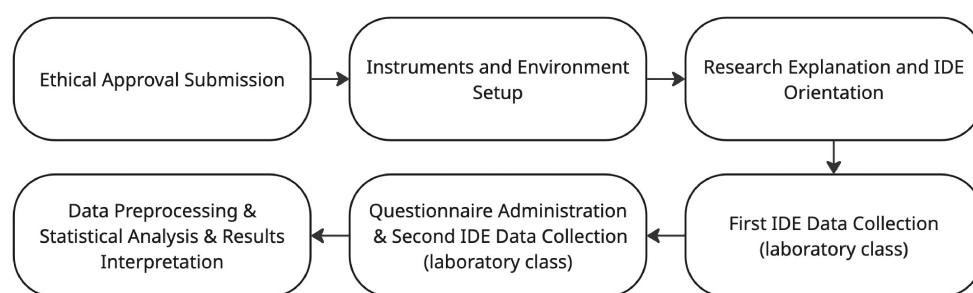 Ethical Approval Submission
Instruments and Environment
Setup
Research Explanation and IDE
Orientation
First IDE Data Collection
(laboratory class)
Questionnaire Administration
& Second IDE Data Collection
(laboratory class)
Data Preprocessing &
Statistical Analysis & Results
Interpretation